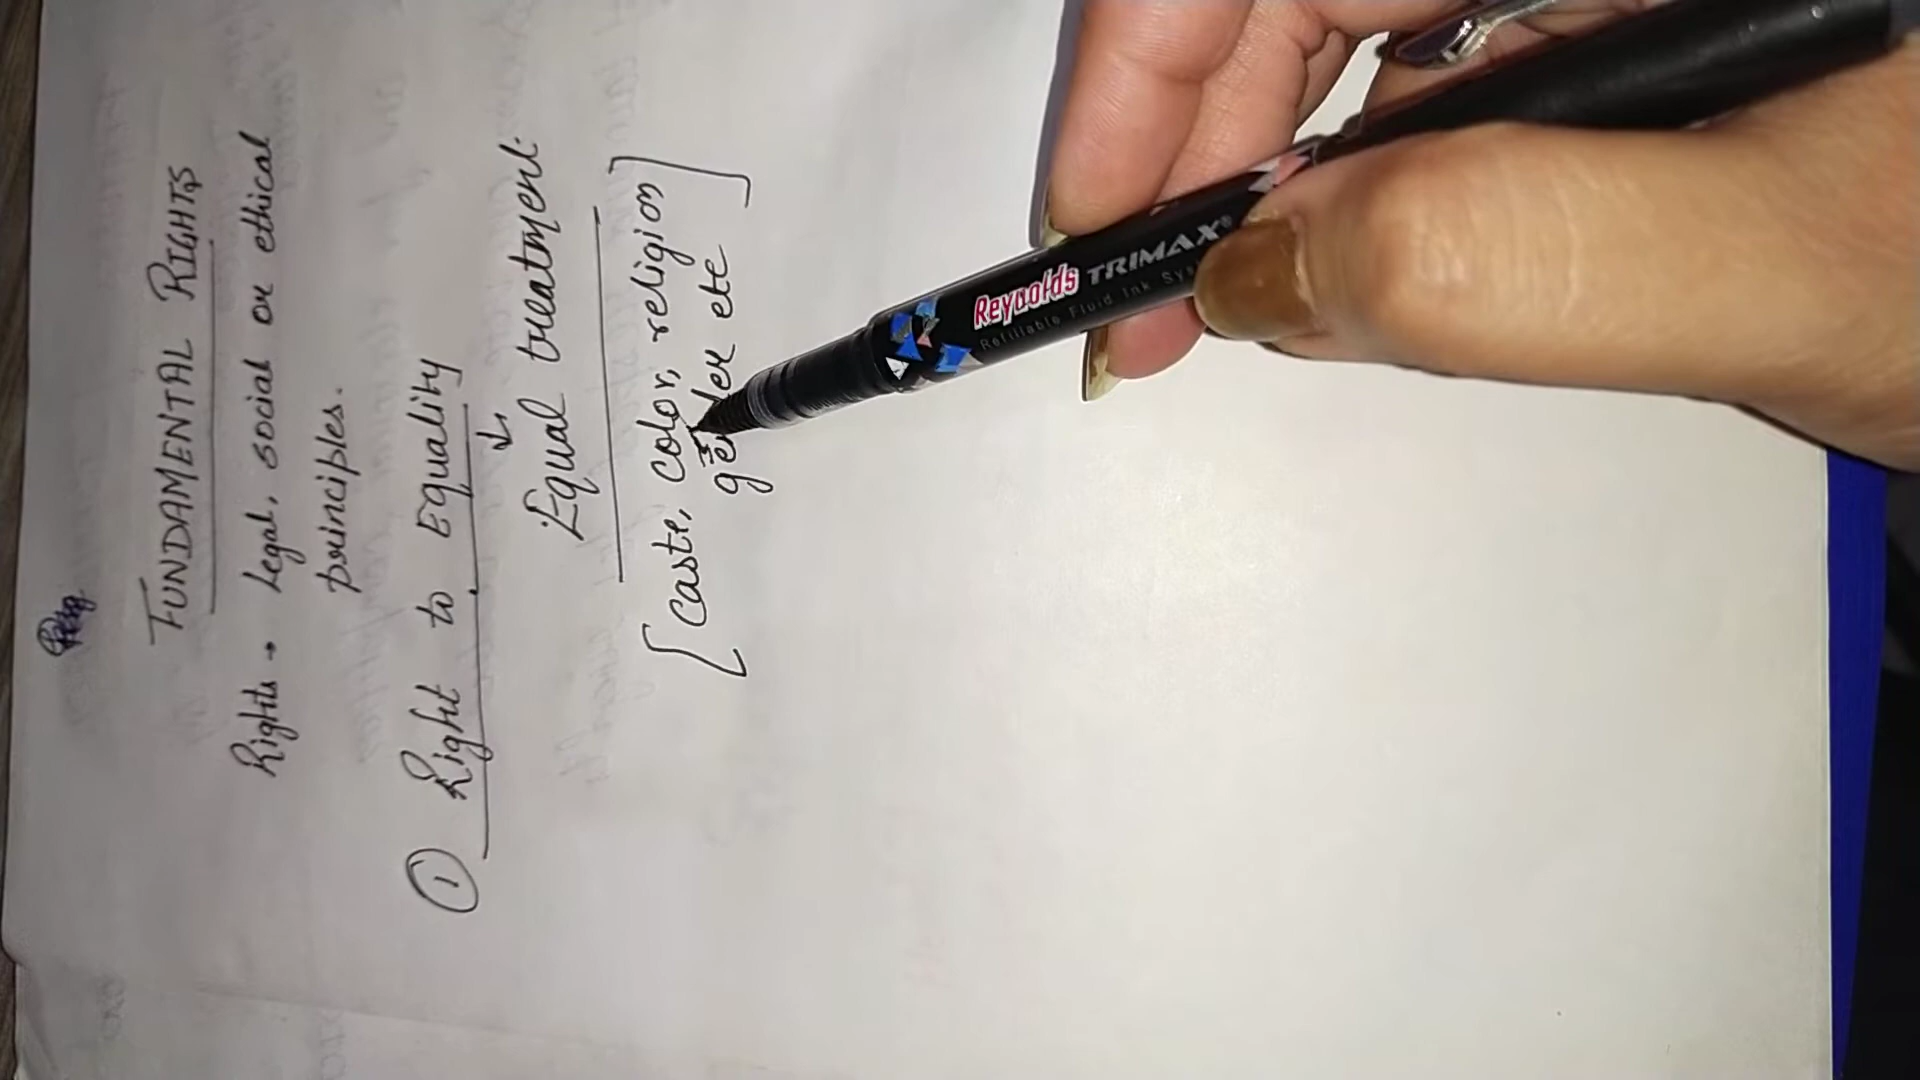 FUNDAMENTAL RIGHTS
Rights → Legal, social or ethical
principles.
① Right to Equality
↓
Equal treatment
[Caste, color, religion
gender etc]
Reynolds TRIMAX®
Refillable Fluid Ink Sys